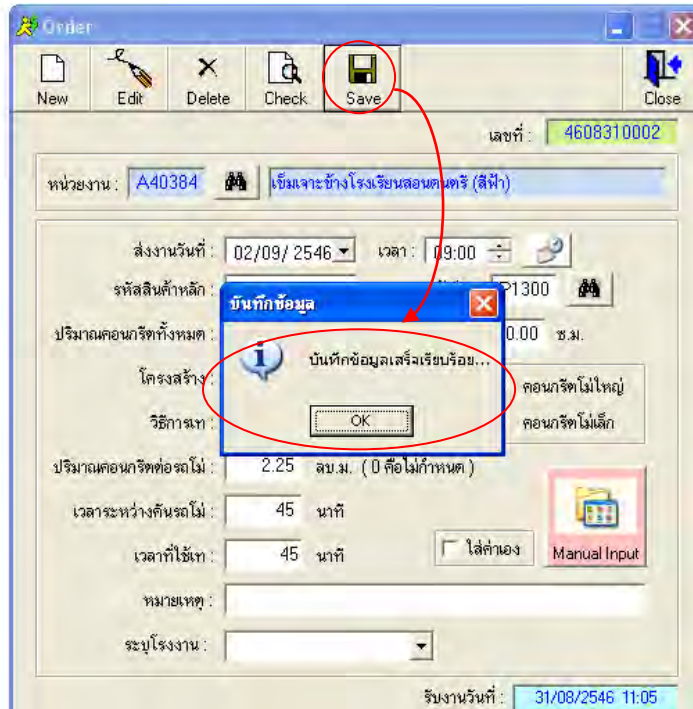 Order
New Edit Delete Check Save Close
เลขที่ : 4608310002
หน่วยงาน : A40384 เข็มเจาะข้างโรงเรียนสอนดนตรี (สีฟ้า)
ส่งงานวันที่ : 02/09/ 2546 เวลา : 09:00
รหัสสินค้าหลัก : P1300
บันทึกข้อมูล
ปริมาณคอนกรีตทั้งหมด : 0.00 ช.ม.
บันทึกข้อมูลเสร็จเรียบร้อย...
โครงสร้าง : คอนกรีตโม่ใหญ่
OK
วิธีการเท : คอนกรีตโม่เล็ก
ปริมาณคอนกรีตต่อรถโม่ : 2.25 ลบ.ม. ( 0 คือไม่กำหนด )
เวลาระหว่างคันรถโม่ : 45 นาที
เวลาที่ใช้เท : 45 นาที ใส่ค่าเอง Manual Input
หมายเหตุ :
ระบุโรงงาน :
รับงานวันที่ : 31/08/2546 11:05